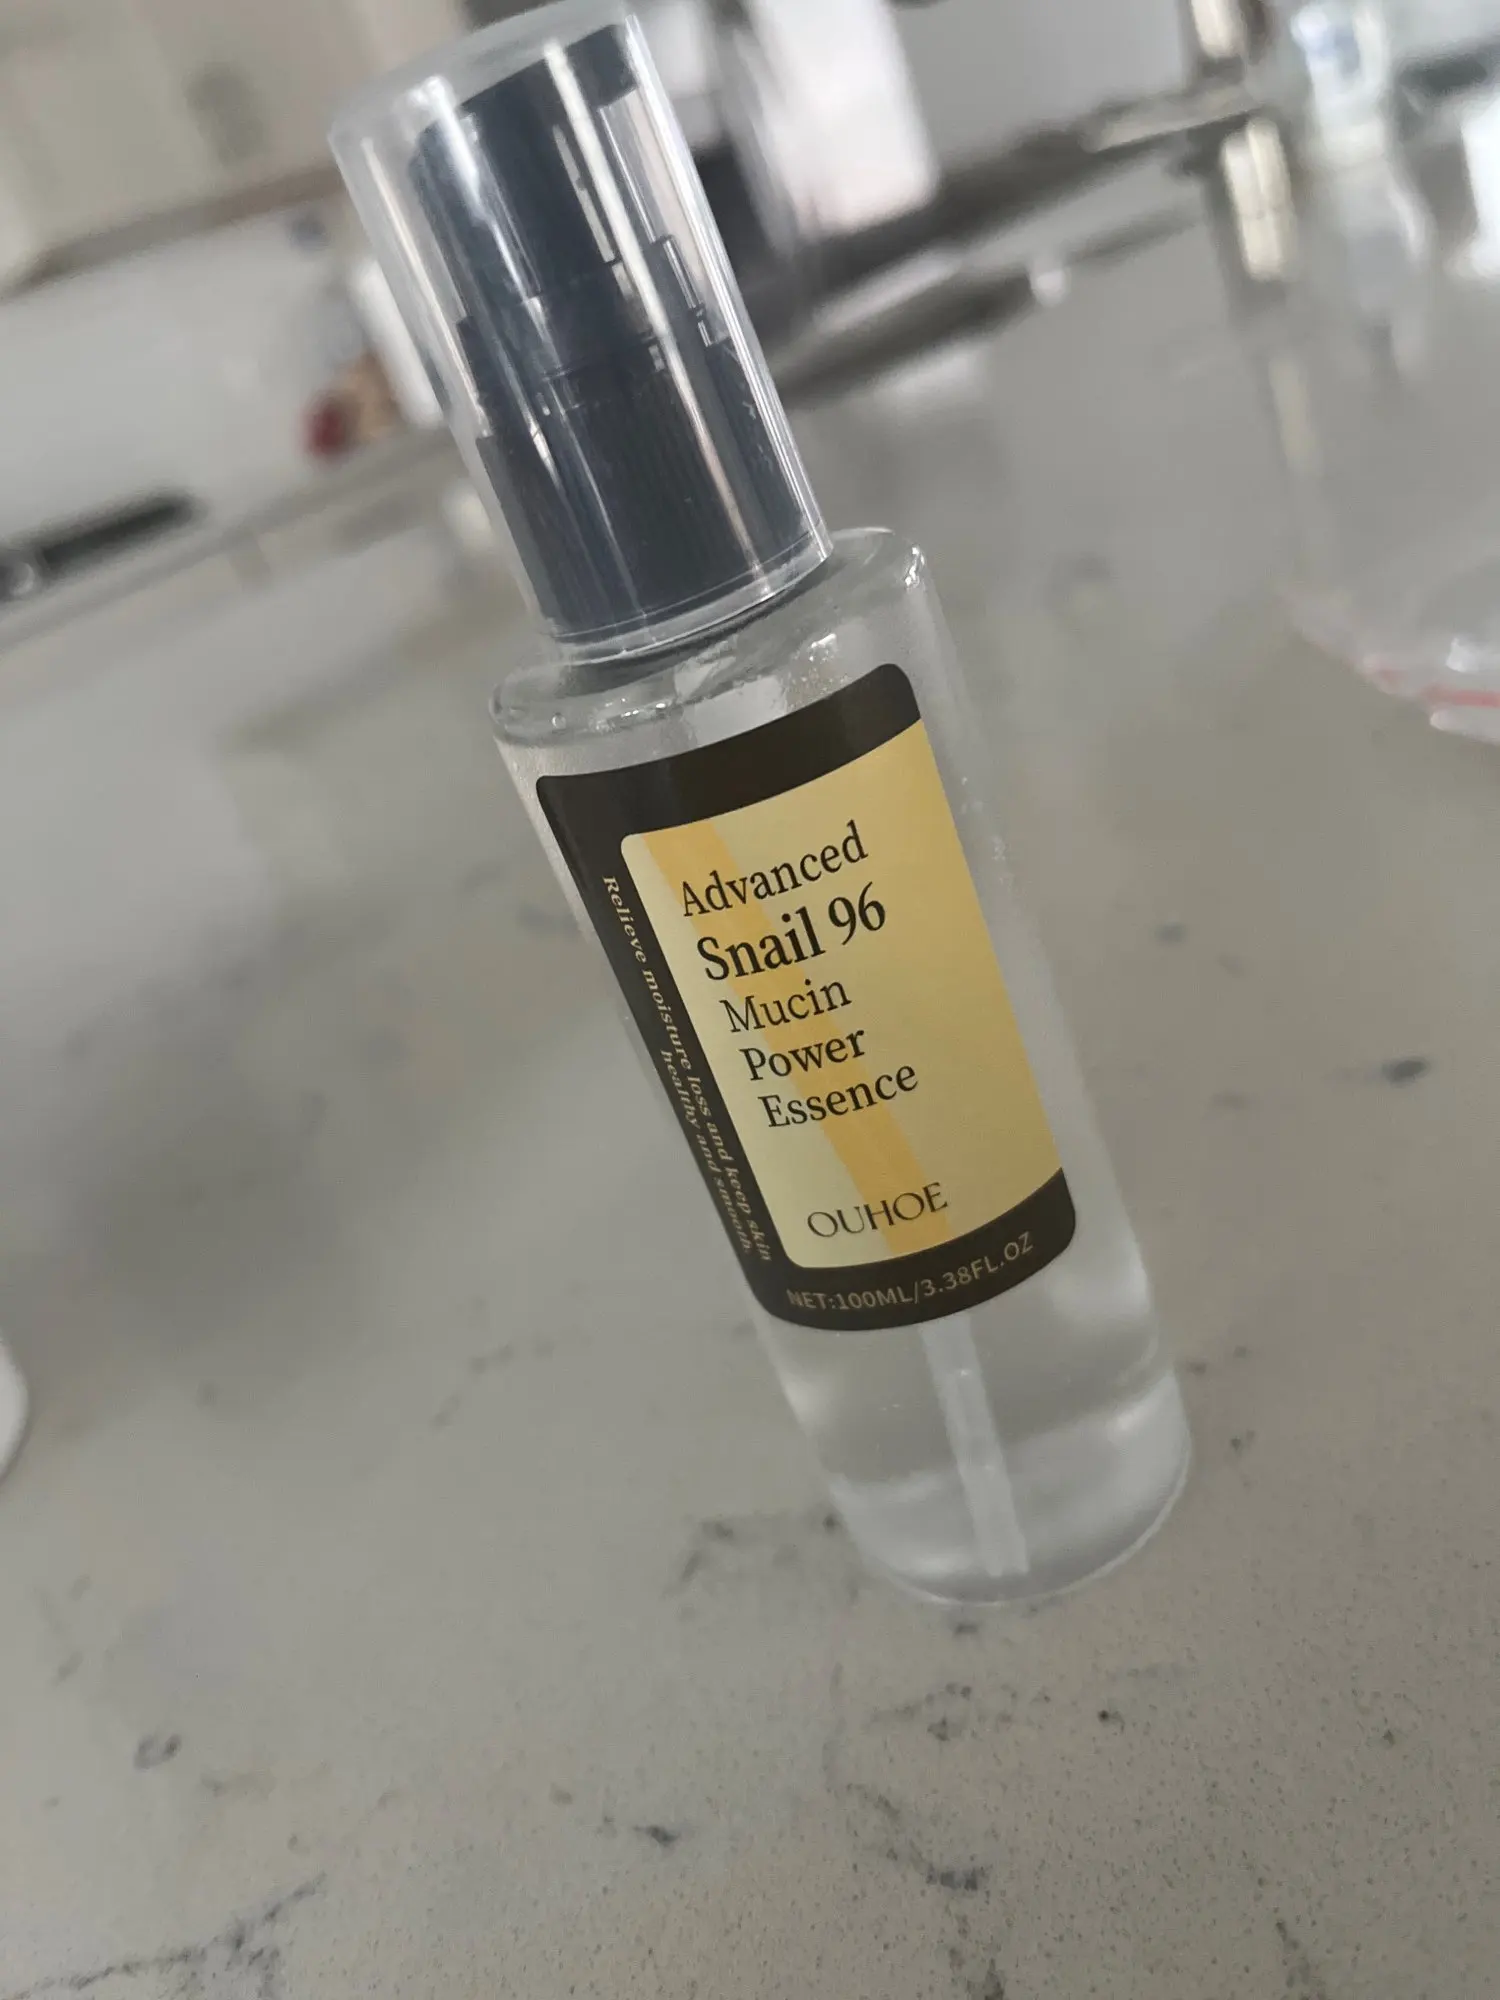 Advanced
Snail 96
Mucin
Power
Essence
OUHOE
NET:100ML/3.38FL.OZ
Relieve moisture loss and keep skin
healthy and smooth.